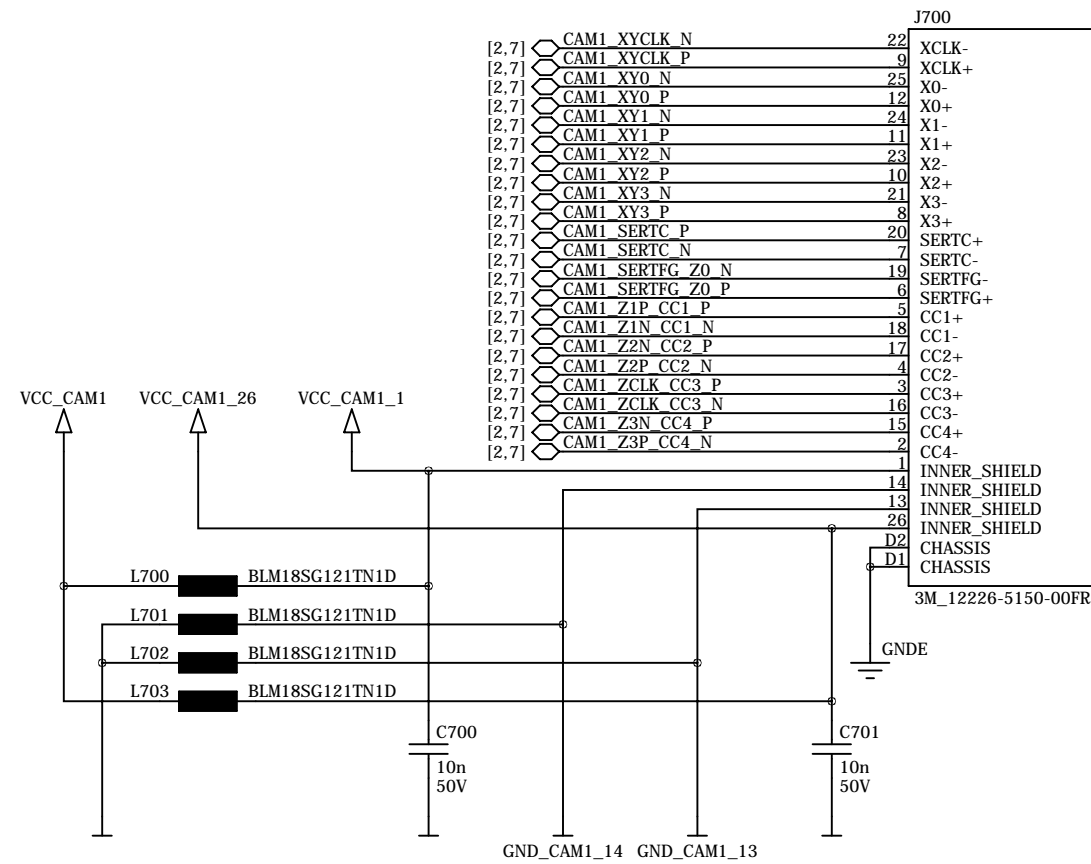 J700
[2,7] CAM1_XYCLK_N 22 XCLK-
[2,7] CAM1_XYCLK_P 9 XCLK+
[2,7] CAM1_XY0_N 25 X0-
[2,7] CAM1_XY0_P 12 X0+
[2,7] CAM1_XY1_N 24 X1-
[2,7] CAM1_XY1_P 11 X1+
[2,7] CAM1_XY2_N 23 X2-
[2,7] CAM1_XY2_P 10 X2+
[2,7] CAM1_XY3_N 21 X3-
[2,7] CAM1_XY3_P 8 X3+
[2,7] CAM1_SERTC_P 20 SERTC+
[2,7] CAM1_SERTC_N 7 SERTC-
[2,7] CAM1_SERTFG_Z0_N 19 SERTFG-
[2,7] CAM1_SERTFG_Z0_P 6 SERTFG+
[2,7] CAM1_Z1P_CC1_P 5 CC1+
[2,7] CAM1_Z1N_CC1_N 18 CC1-
[2,7] CAM1_Z2N_CC2_P 17 CC2+
[2,7] CAM1_Z2P_CC2_N 4 CC2-
[2,7] CAM1_ZCLK_CC3_P 3 CC3+
[2,7] CAM1_ZCLK_CC3_N 16 CC3-
[2,7] CAM1_Z3N_CC4_P 15 CC4+
[2,7] CAM1_Z3P_CC4_N 2 CC4-
VCC_CAM1 VCC_CAM1_26 VCC_CAM1_1
1 INNER_SHIELD
14 INNER_SHIELD
13 INNER_SHIELD
26 INNER_SHIELD
D2 CHASSIS
D1 CHASSIS
3M_12226-5150-00FR
GNDE
L700 BLM18SG121TN1D
L701 BLM18SG121TN1D
L702 BLM18SG121TN1D
L703 BLM18SG121TN1D
C700 C701
10n 10n
50V 50V
GND_CAM1_14 GND_CAM1_13